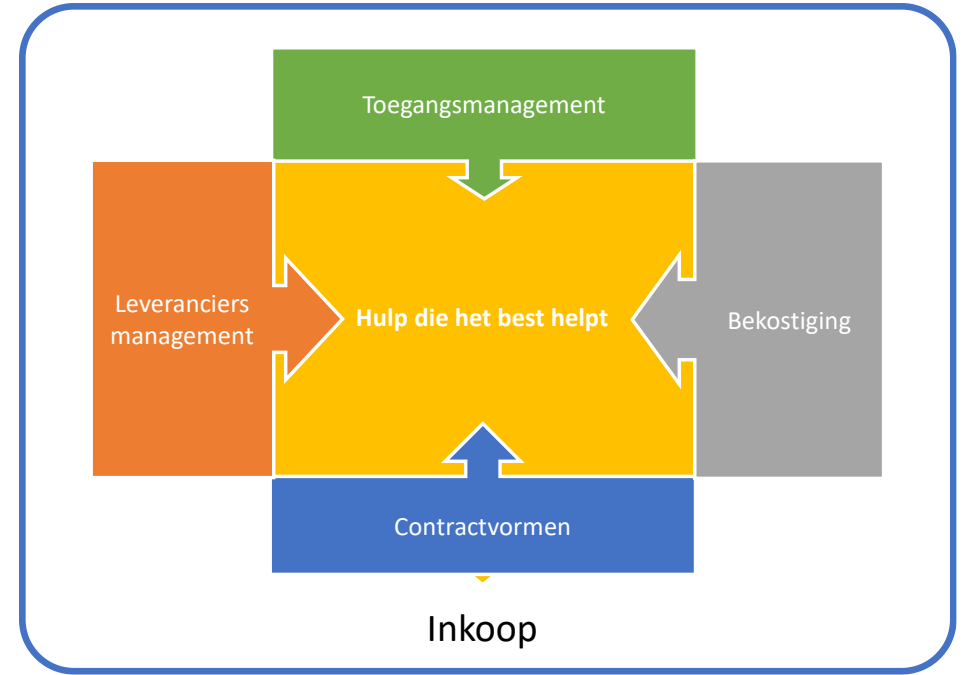 Toegangsmanagement
Leveranciers
management
Hulp die het best helpt
Bekostiging
Contractvormen
Inkoop